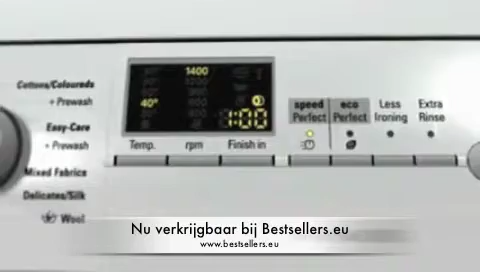 Cottons/Coloureds
+ Prewash
Easy-Care
+ Prewash
Mixed Fabrics
Delicates/Silk
Wool
1400
40°
1:00
Temp.
rpm
Finish in
speed Perfect
eco Perfect
Less Ironing
Extra Rinse
Nu verkrijgbaar bij Bestsellers.eu
www.bestsellers.eu